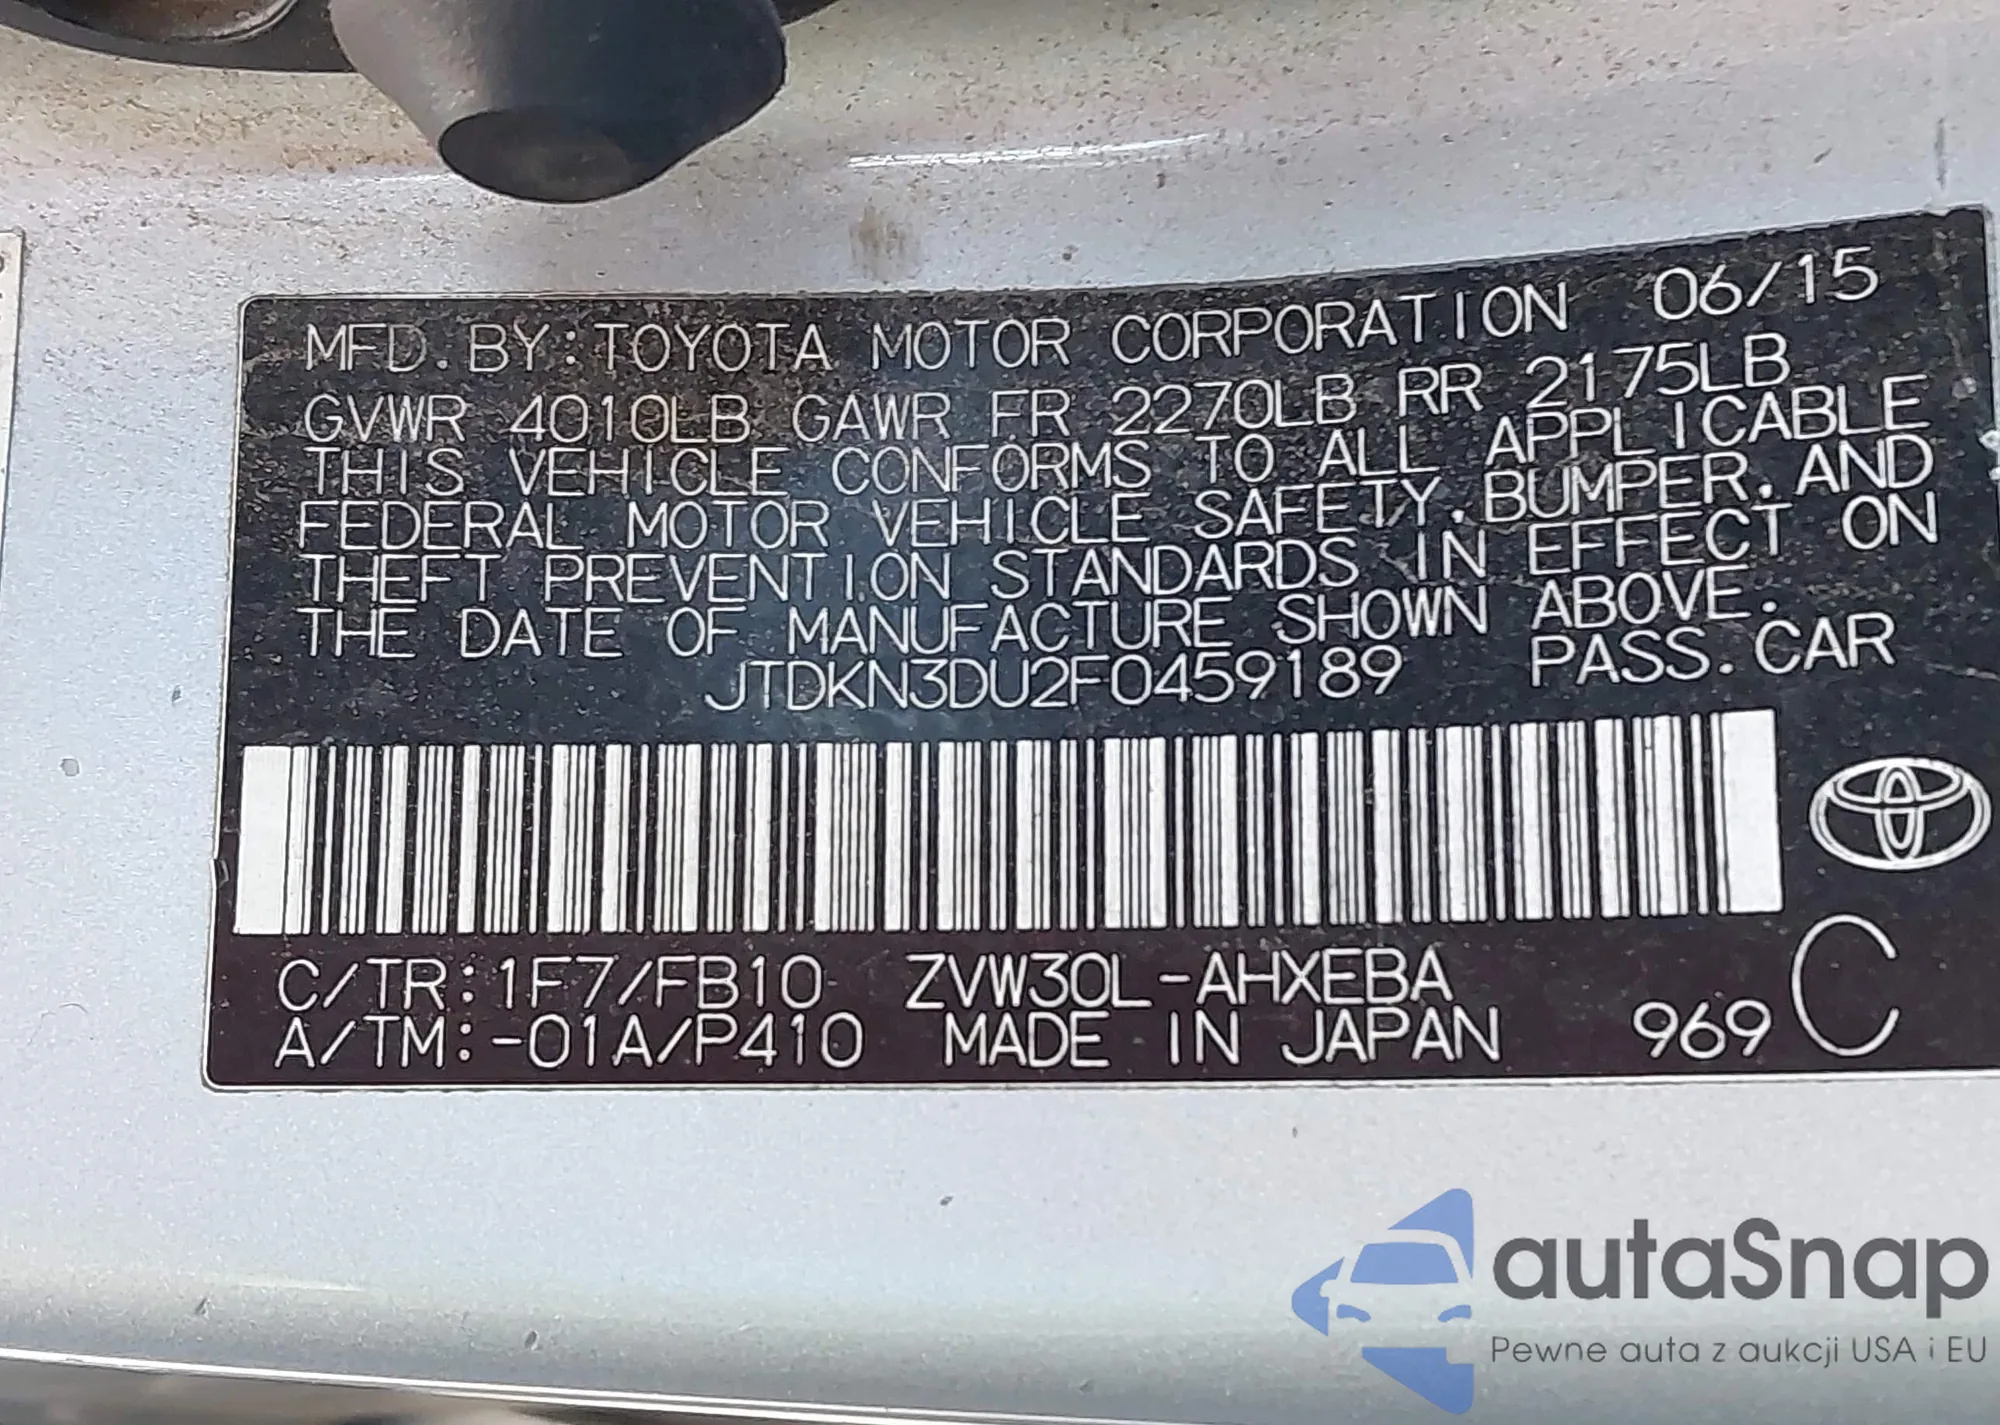 MFD.BY:TOYOTA MOTOR CORPORATION 06/15
GVWR 4010LB GAWR FR 2270LB RR 2175LB
THIS VEHICLE CONFORMS TO ALL APPLICABLE
FEDERAL MOTOR VEHICLE SAFETY,BUMPER,AND
THEFT PREVENTION STANDARDS IN EFFECT ON
THE DATE OF MANUFACTURE SHOWN ABOVE.
JTDKN3DU2F0459189 PASS.CAR
C/TR:1F7/FB10 ZVW30L-AHXEBA
A/TM:-01A/P410 MADE IN JAPAN 969 C
autaSnap
Pewne auta z aukcji USA i EU